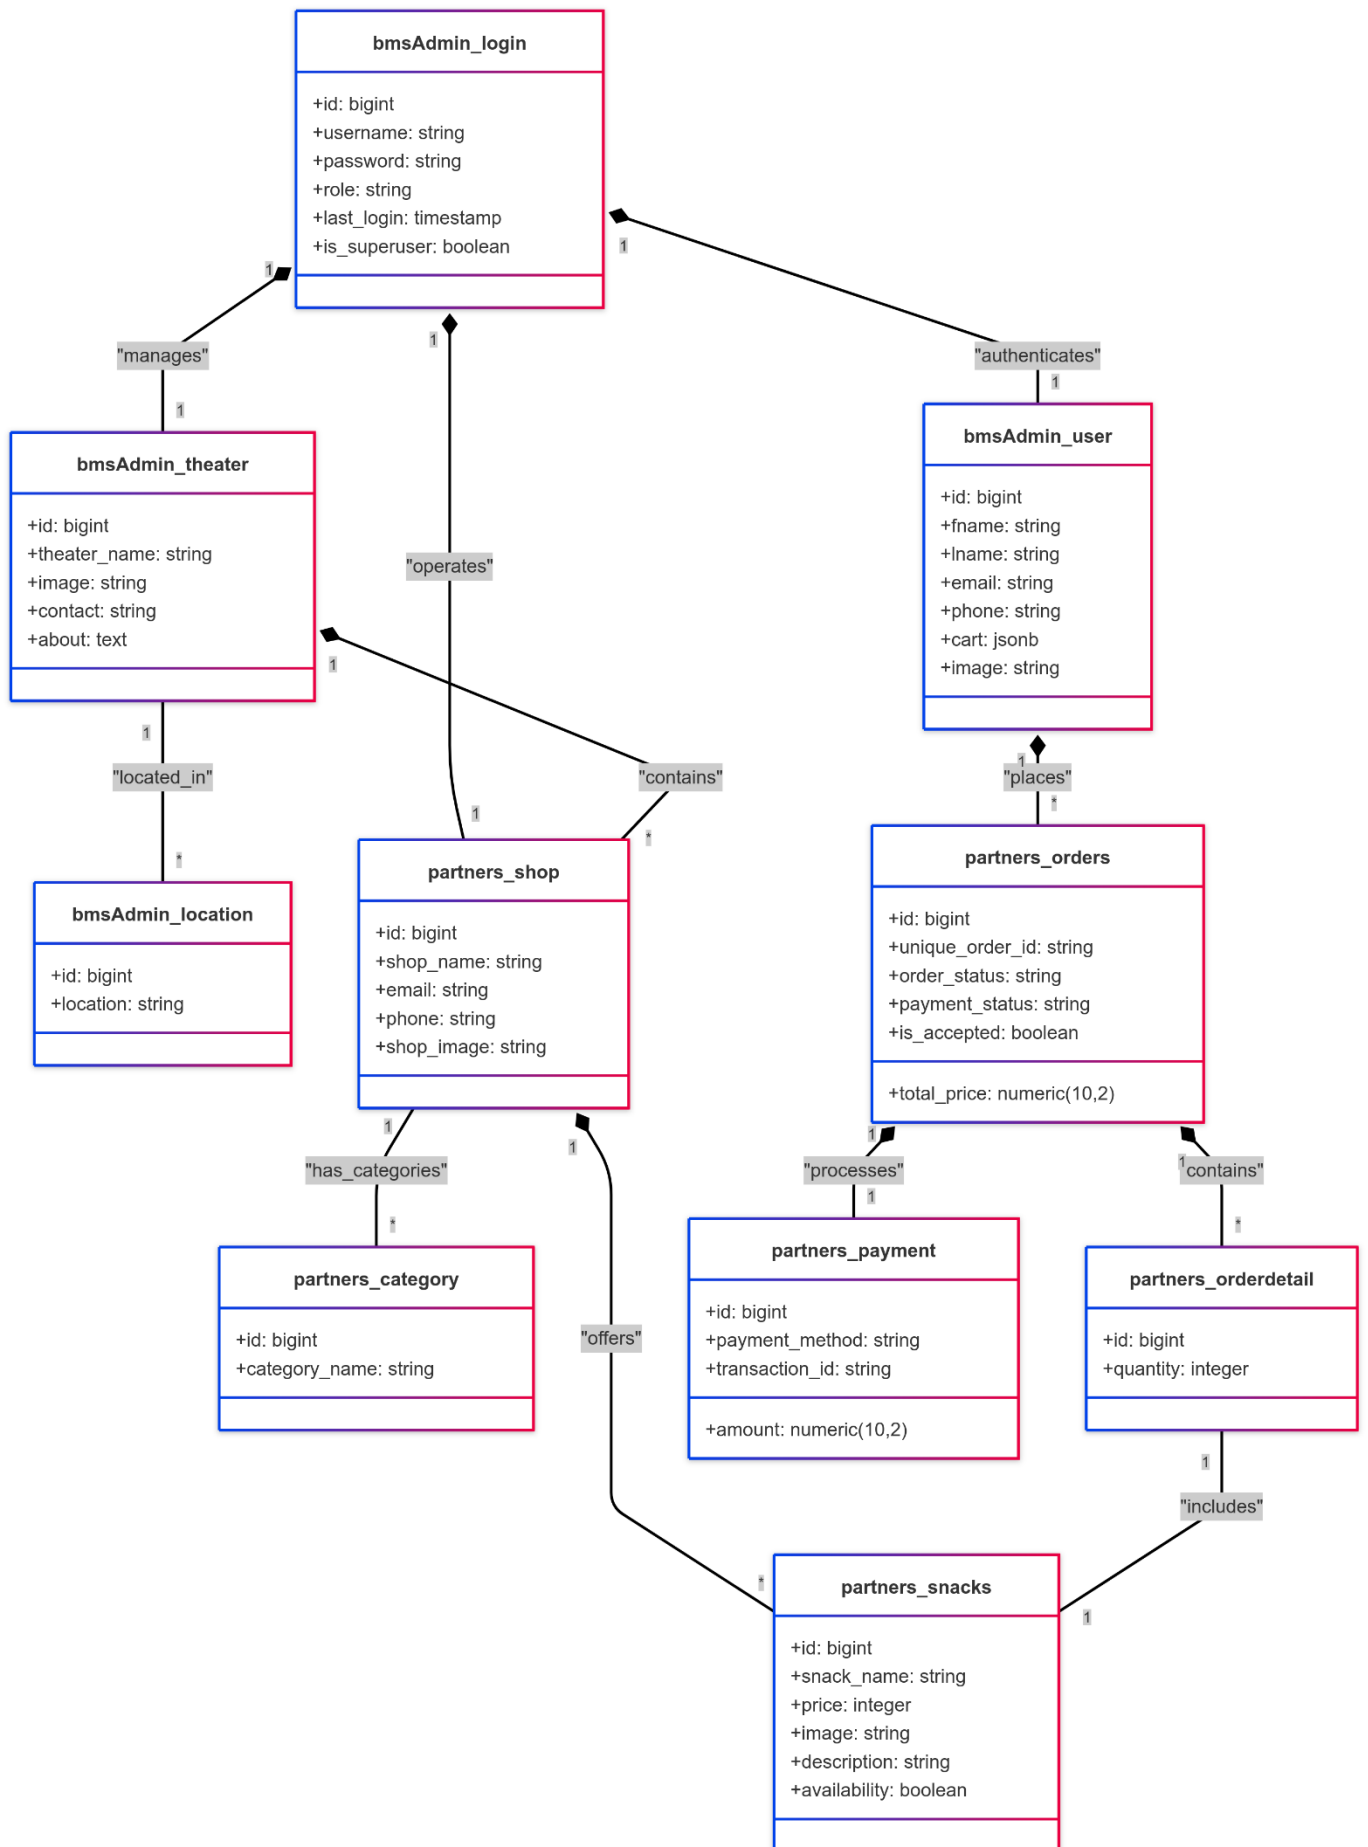 bmsAdmin_login
+id: bigint
+username: string
+password: string
+role: string
+last_login: timestamp
+is_superuser: boolean
1
1
1
"manages"
"authenticates"
1
1
bmsAdmin_theater
+id: bigint
+theater_name: string
+image: string
+contact: string
+about: text
"operates"
bmsAdmin_user
+id: bigint
+fname: string
+lname: string
+email: string
+phone: string
+cart: jsonb
+image: string
1
1
"located_in"
*
"contains"
1
*
1
"places"
*
bmsAdmin_location
+id: bigint
+location: string
partners_shop
+id: bigint
+shop_name: string
+email: string
+phone: string
+shop_image: string
partners_orders
+id: bigint
+unique_order_id: string
+order_status: string
+payment_status: string
+is_accepted: boolean
+total_price: numeric(10,2)
1
"has_categories"
*
1
1
"processes"
1
1
"contains"
*
partners_category
+id: bigint
+category_name: string
"offers"
partners_payment
+id: bigint
+payment_method: string
+transaction_id: string
+amount: numeric(10,2)
partners_orderdetail
+id: bigint
+quantity: integer
1
"includes"
*
1
partners_snacks
+id: bigint
+snack_name: string
+price: integer
+image: string
+description: string
+availability: boolean